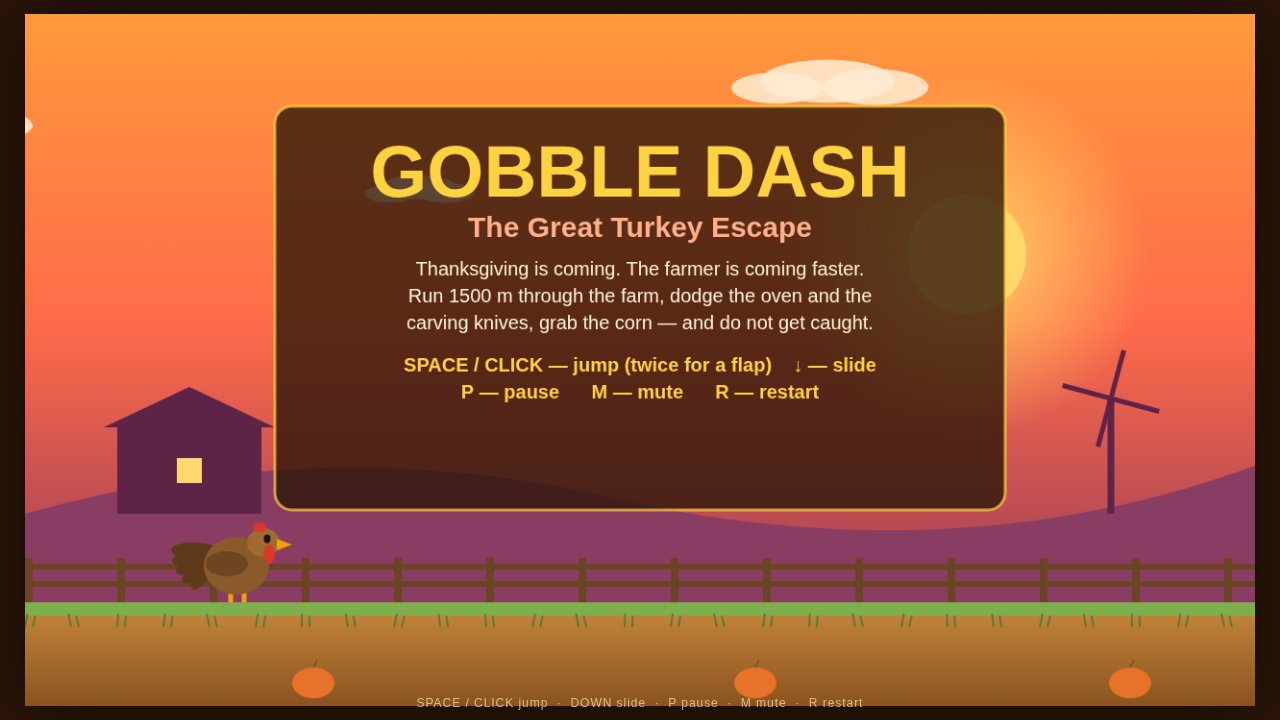 GOBBLE DASH
The Great Turkey Escape
Thanksgiving is coming. The farmer is coming faster.
Run 1500 m through the farm, dodge the oven and the
carving knives, grab the corn — and do not get caught.
SPACE / CLICK — jump (twice for a flap) ↓ — slide
P — pause M — mute R — restart
SPACE / CLICK jump · DOWN slide · P pause · M mute · R restart